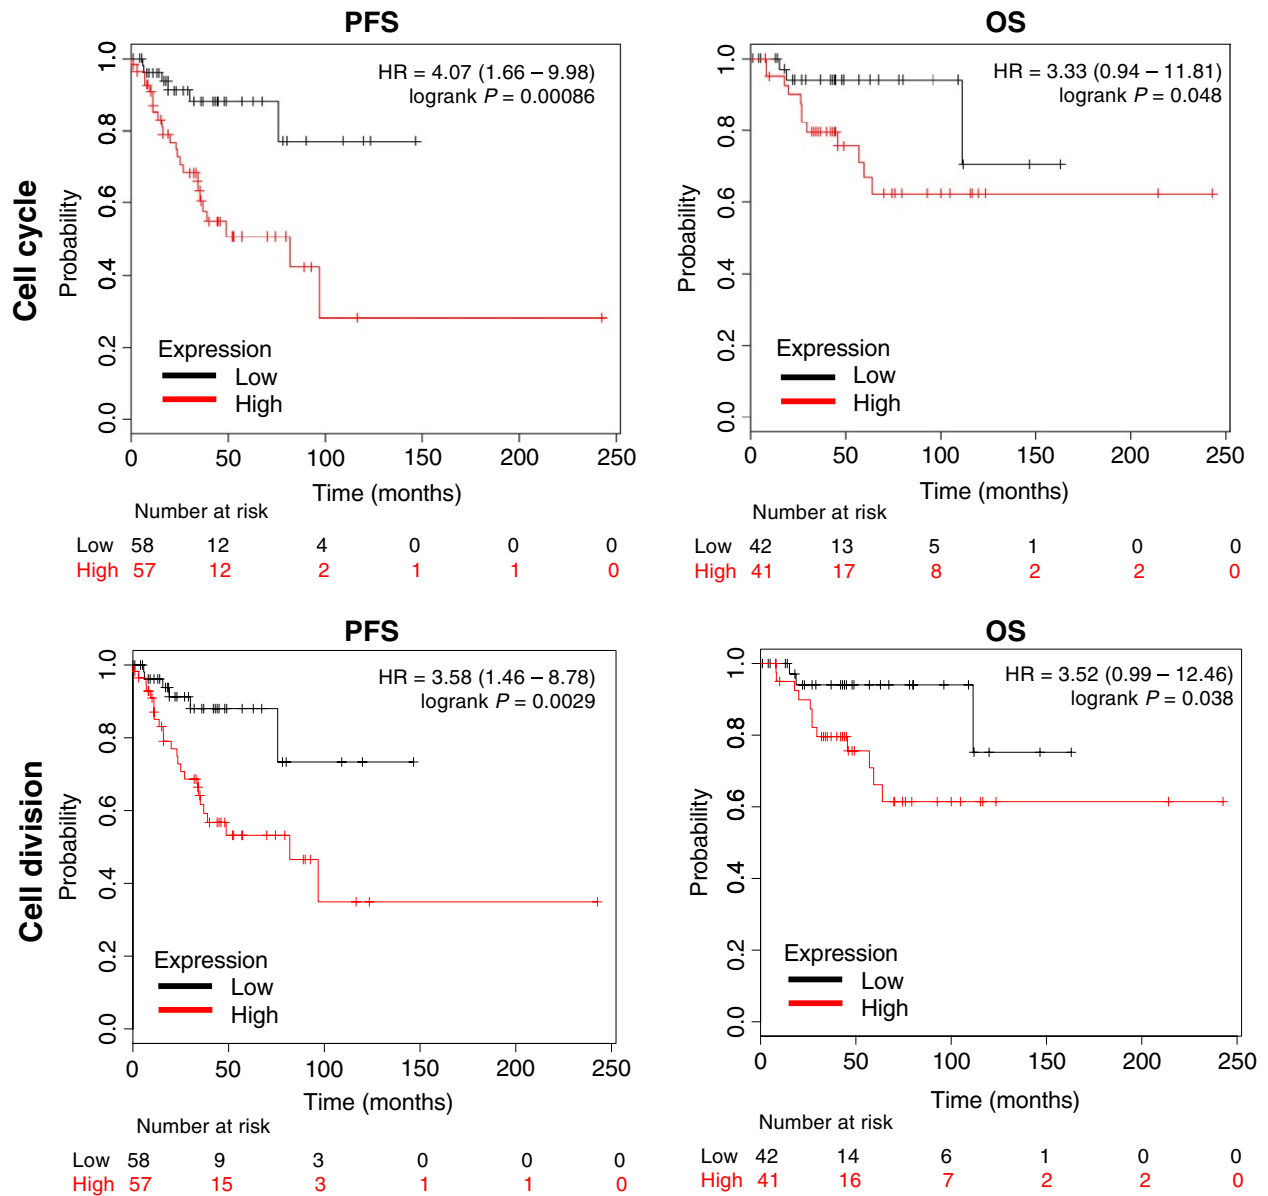 PFS
HR = 4.07 (1.66 – 9.98)
logrank P = 0.00086
Cell cycle
Probability
1.0
0.8
0.6
0.4
0.2
0.0
Expression
Low
High
0 50 100 150 200 250
Time (months)
Number at risk
Low 58 12 4 0 0 0
High 57 12 2 1 1 0
OS
HR = 3.33 (0.94 – 11.81)
logrank P = 0.048
Probability
1.0
0.8
0.6
0.4
0.2
0.0
Expression
Low
High
0 50 100 150 200 250
Time (months)
Number at risk
Low 42 13 5 1 0 0
High 41 17 8 2 2 0
PFS
HR = 3.58 (1.46 – 8.78)
logrank P = 0.0029
Cell division
Probability
1.0
0.8
0.6
0.4
0.2
0.0
Expression
Low
High
0 50 100 150 200 250
Time (months)
Number at risk
Low 58 9 3 0 0 0
High 57 15 3 1 1 0
OS
HR = 3.52 (0.99 – 12.46)
logrank P = 0.038
Probability
1.0
0.8
0.6
0.4
0.2
0.0
Expression
Low
High
0 50 100 150 200 250
Time (months)
Number at risk
Low 42 14 6 1 0 0
High 41 16 7 2 2 0